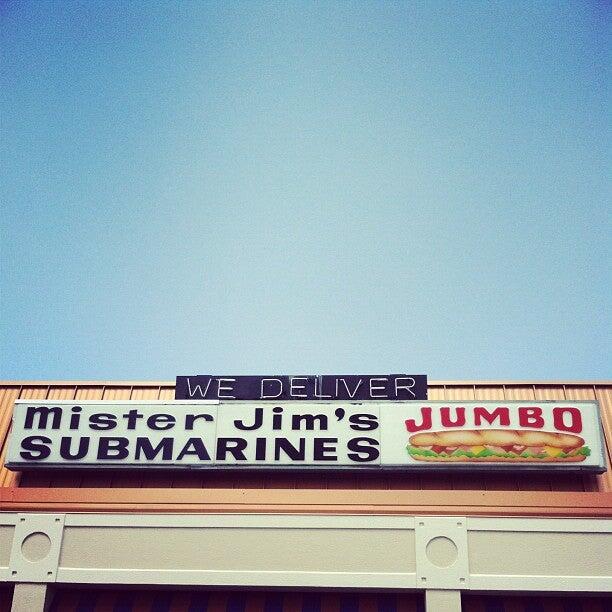 WE DELIVER
Mister Jim's
SUBMARINES
JUMBO